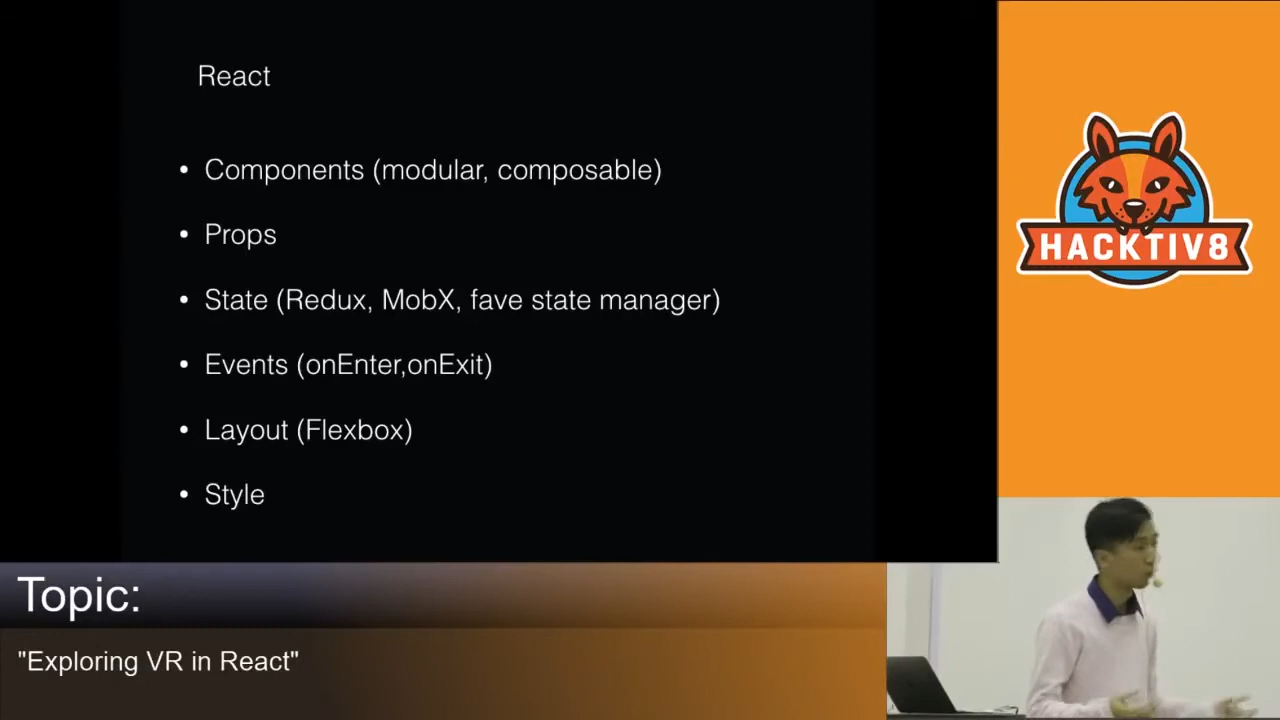 React
• Components (modular, composable)
• Props
• State (Redux, MobX, fave state manager)
• Events (onEnter,onExit)
• Layout (Flexbox)
• Style
HACKTIV8
Topic:
"Exploring VR in React"